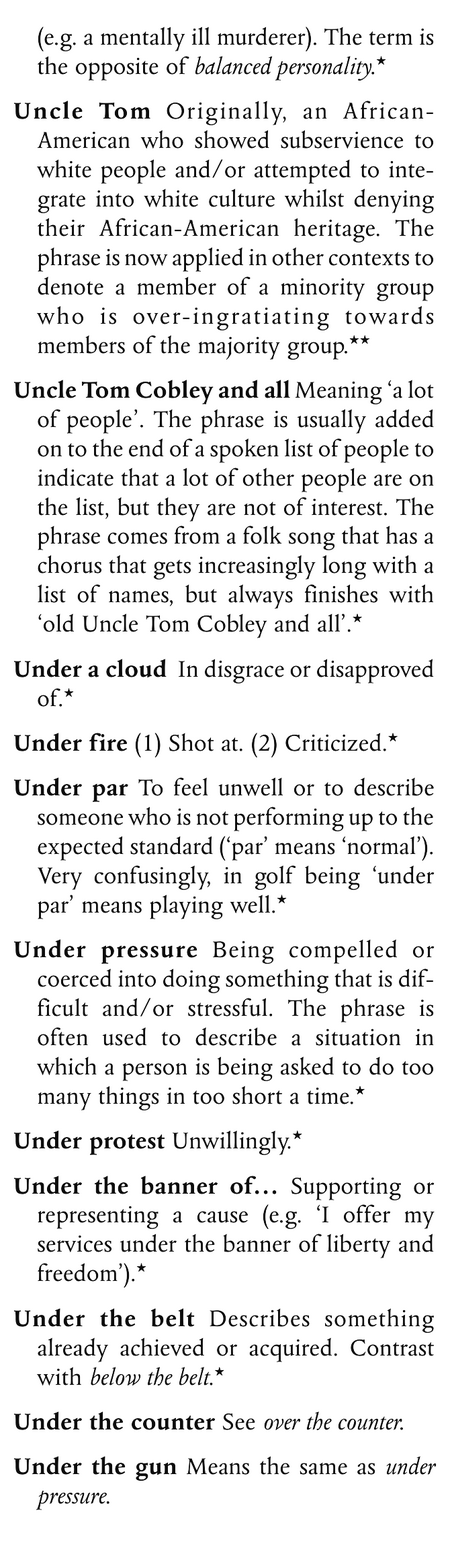 (e.g. a mentally ill murderer). The term is
the opposite of balanced personality.★
Uncle Tom Originally, an African-
American who showed subservience to
white people and/or attempted to inte-
grate into white culture whilst denying
their African-American heritage. The
phrase is now applied in other contexts to
denote a member of a minority group
who is over-ingratiating towards
members of the majority group.★★
Uncle Tom Cobley and all Meaning ‘a lot
of people’. The phrase is usually added
on to the end of a spoken list of people to
indicate that a lot of other people are on
the list, but they are not of interest. The
phrase comes from a folk song that has a
chorus that gets increasingly long with a
list of names, but always finishes with
‘old Uncle Tom Cobley and all’.★
Under a cloud In disgrace or disapproved
of.★
Under fire (1) Shot at. (2) Criticized.★
Under par To feel unwell or to describe
someone who is not performing up to the
expected standard (‘par’ means ‘normal’).
Very confusingly, in golf being ‘under
par’ means playing well.★
Under pressure Being compelled or
coerced into doing something that is dif-
ficult and/or stressful. The phrase is
often used to describe a situation in
which a person is being asked to do too
many things in too short a time.★
Under protest Unwillingly.★
Under the banner of... Supporting or
representing a cause (e.g. ‘I offer my
services under the banner of liberty and
freedom’).★
Under the belt Describes something
already achieved or acquired. Contrast
with below the belt.★
Under the counter See over the counter.
Under the gun Means the same as under
pressure.